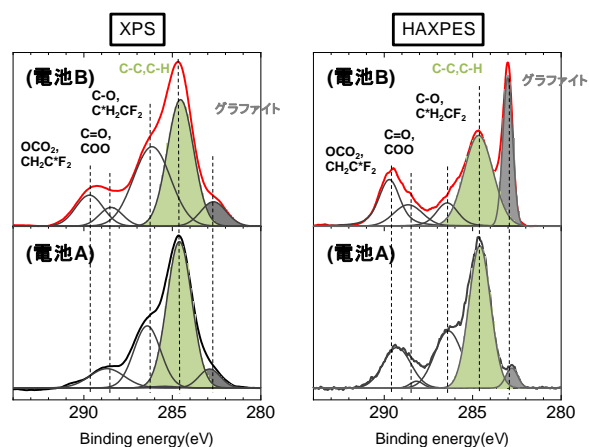 XPS
HAXPES
(電池B)
C-C,C-H
C-O,
C*H₂CF₂
グラファイト
C=O,
COO
OCO₂,
CH₂C*F₂
(電池A)
290
285
280
Binding energy(eV)
(電池B)
C-C,C-H
グラファイト
C-O,
C*H₂CF₂
C=O,
COO
OCO₂,
CH₂C*F₂
(電池A)
290
285
280
Binding energy(eV)